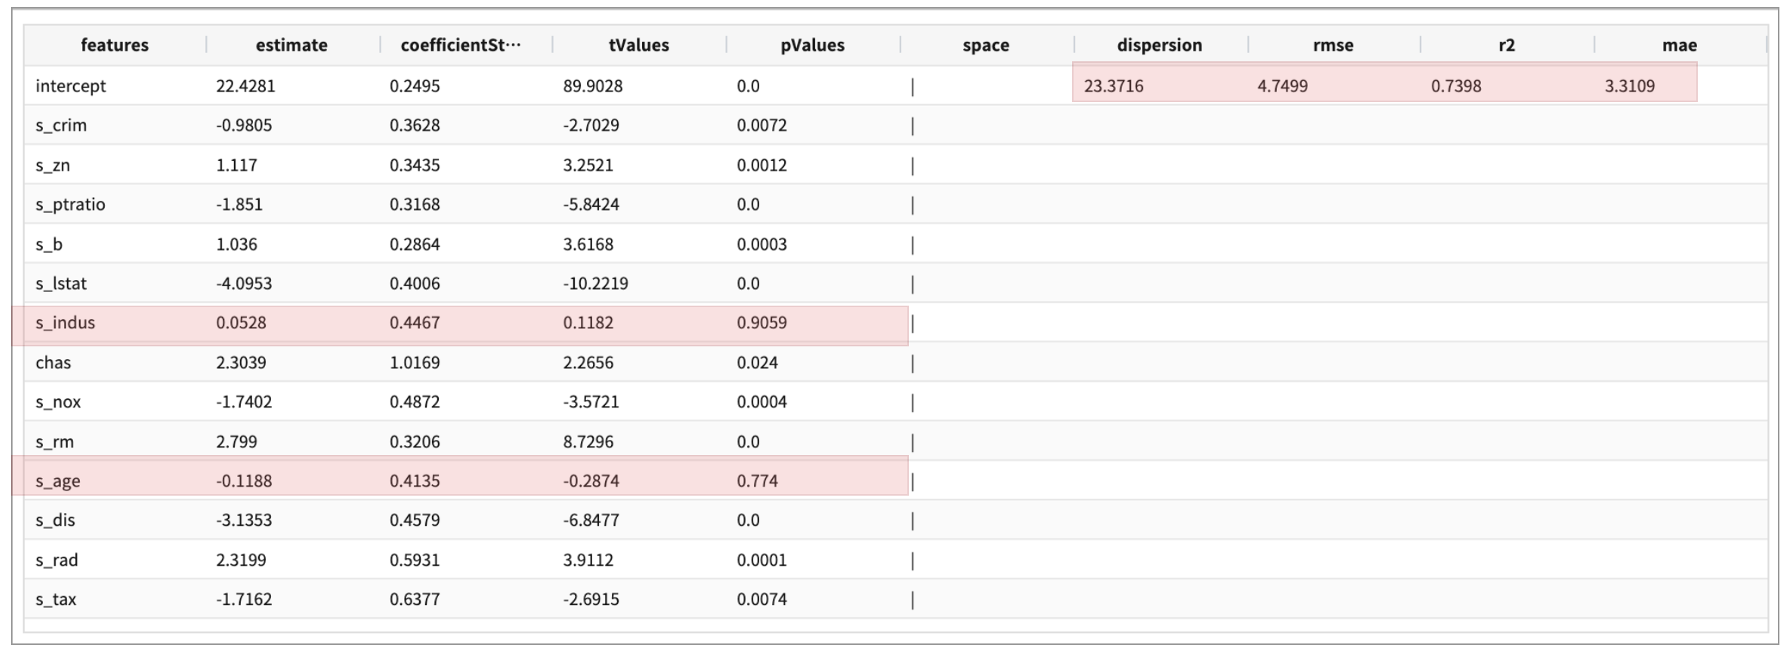 features estimate coefficientSt··· tValues pValues space dispersion rmse r2 mae
intercept 22.4281 0.2495 89.9028 0.0 | 23.3716 4.7499 0.7398 3.3109
s_crim -0.9805 0.3628 -2.7029 0.0072 |
s_zn 1.117 0.3435 3.2521 0.0012 |
s_ptratio -1.851 0.3168 -5.8424 0.0 |
s_b 1.036 0.2864 3.6168 0.0003 |
s_lstat -4.0953 0.4006 -10.2219 0.0 |
s_indus 0.0528 0.4467 0.1182 0.9059 |
chas 2.3039 1.0169 2.2656 0.024 |
s_nox -1.7402 0.4872 -3.5721 0.0004 |
s_rm 2.799 0.3206 8.7296 0.0 |
s_age -0.1188 0.4135 -0.2874 0.774 |
s_dis -3.1353 0.4579 -6.8477 0.0 |
s_rad 2.3199 0.5931 3.9112 0.0001 |
s_tax -1.7162 0.6377 -2.6915 0.0074 |